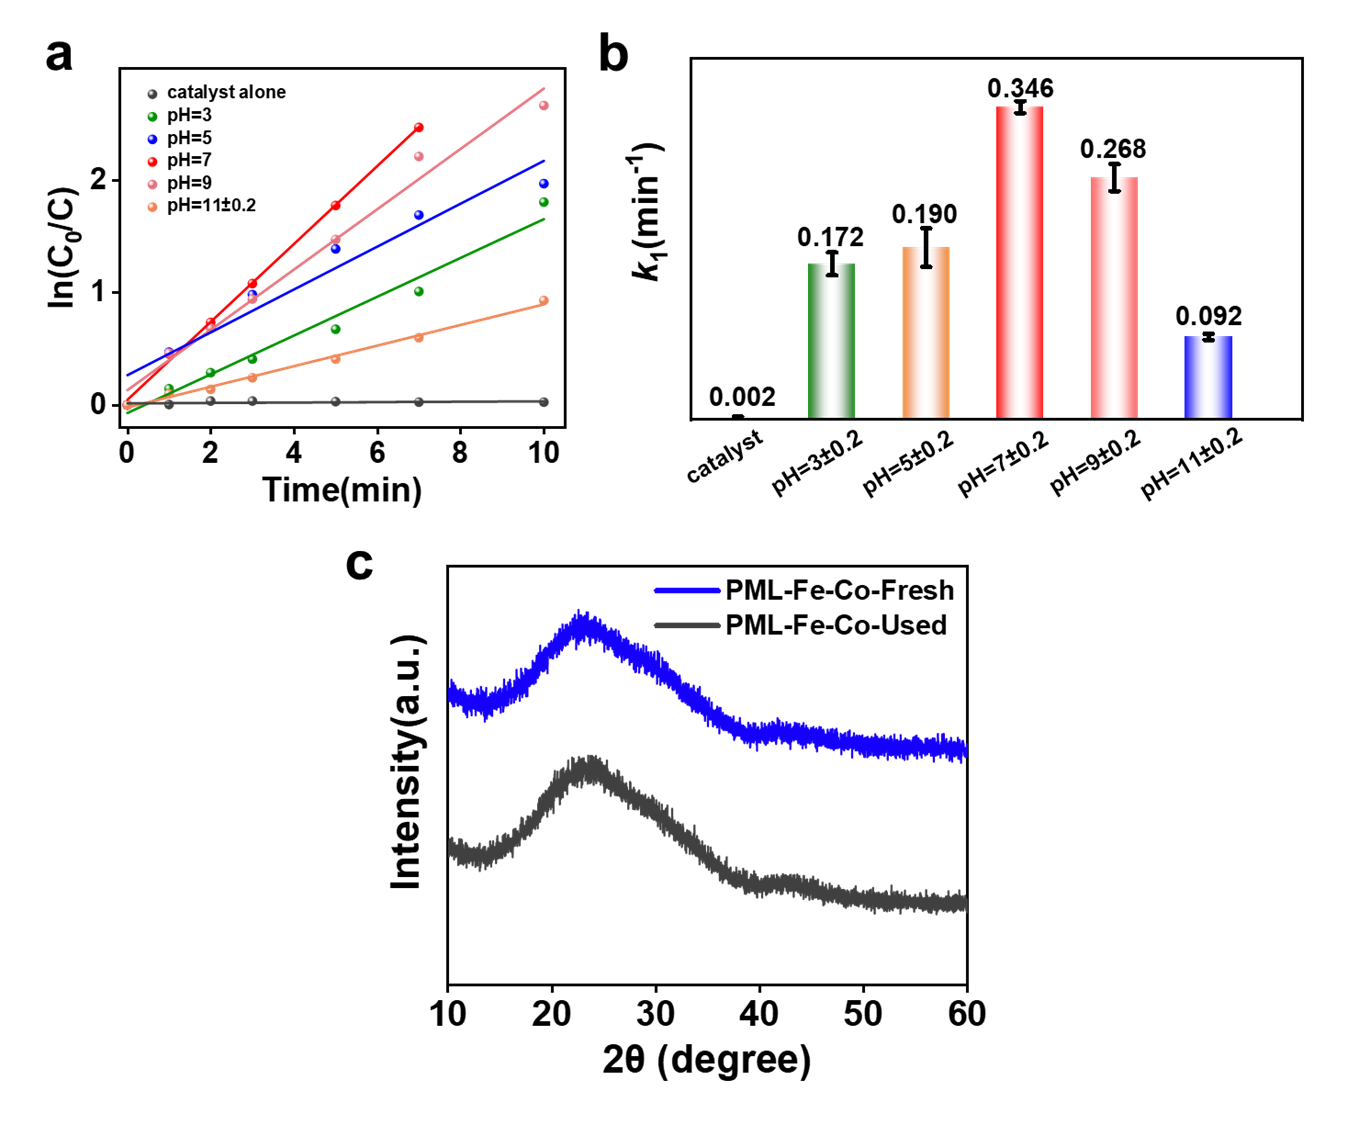 a
catalyst alone
pH=3
pH=5
pH=7
pH=9
pH=11±0.2
ln(C0/C)
2
1
0
0 2 4 6 8 10
Time(min)
b
k1(min-1)
0.002
0.172
0.190
0.346
0.268
0.092
catalyst
pH=3±0.2
pH=5±0.2
pH=7±0.2
pH=9±0.2
pH=11±0.2
c
PML-Fe-Co-Fresh
PML-Fe-Co-Used
Intensity(a.u.)
10 20 30 40 50 60
2θ (degree)